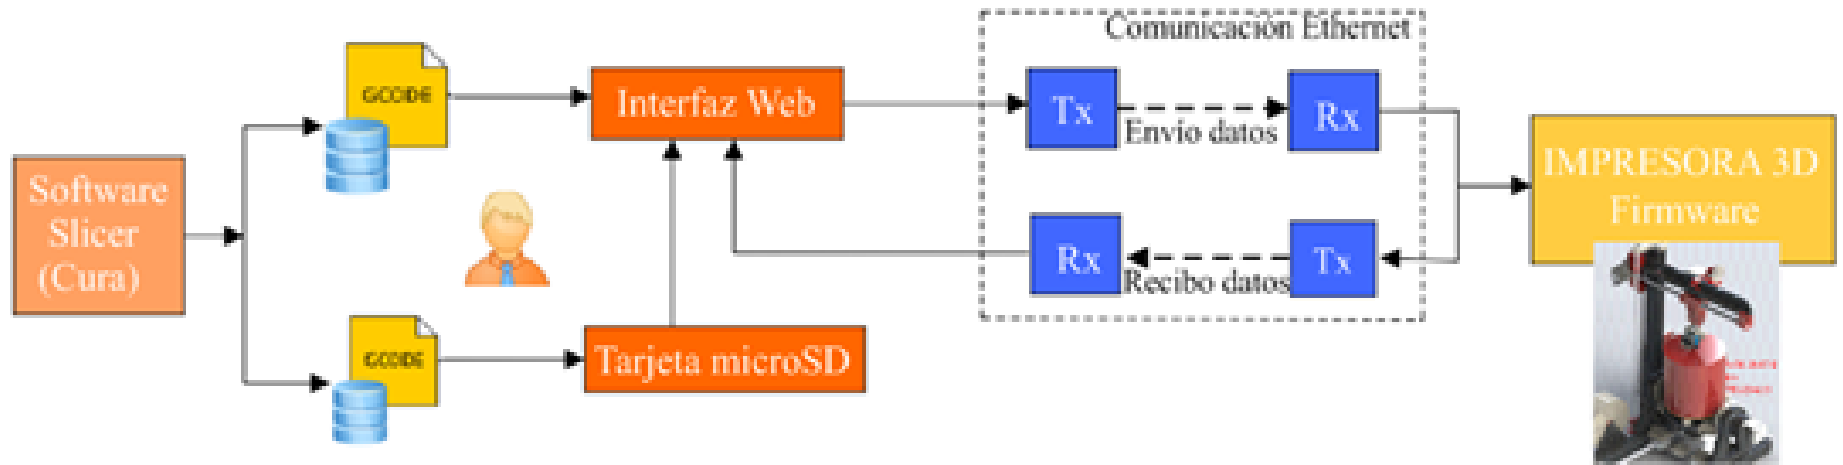 Comunicación Ethernet
GCODE
Interfaz Web
Tx
Envío datos
Rx
Software
Slicer
(Cura)
IMPRESORA 3D
Firmware
Rx
Recibo datos
Tx
GCODE
Tarjeta microSD